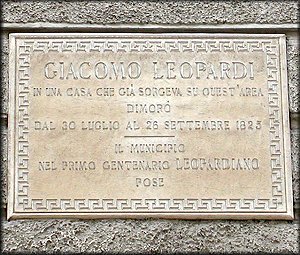 GIACOMO LEOPARDI
IN UNA CASA CHE GIÀ SORGEVA SU QUEST'AREA
DIMORÒ
DAL 30 LUGLIO AL 26 SETTEMBRE 1825
IL MUNICIPIO
NEL PRIMO CENTENARIO LEOPARDIANO
POSE